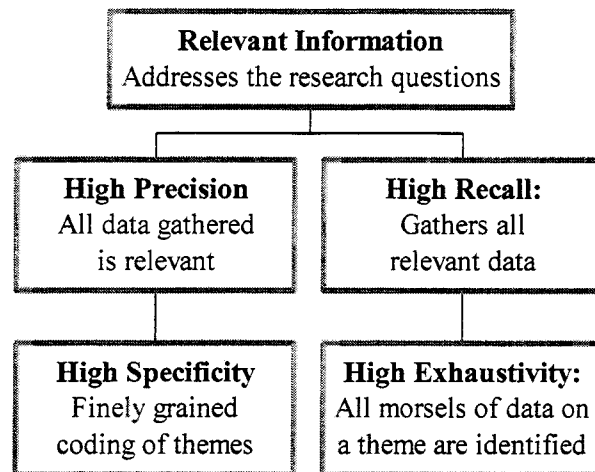 Relevant Information
Addresses the research questions
High Precision
All data gathered
is relevant
High Recall:
Gathers all
relevant data
High Specificity
Finely grained
coding of themes
High Exhaustivity:
All morsels of data on
a theme are identified